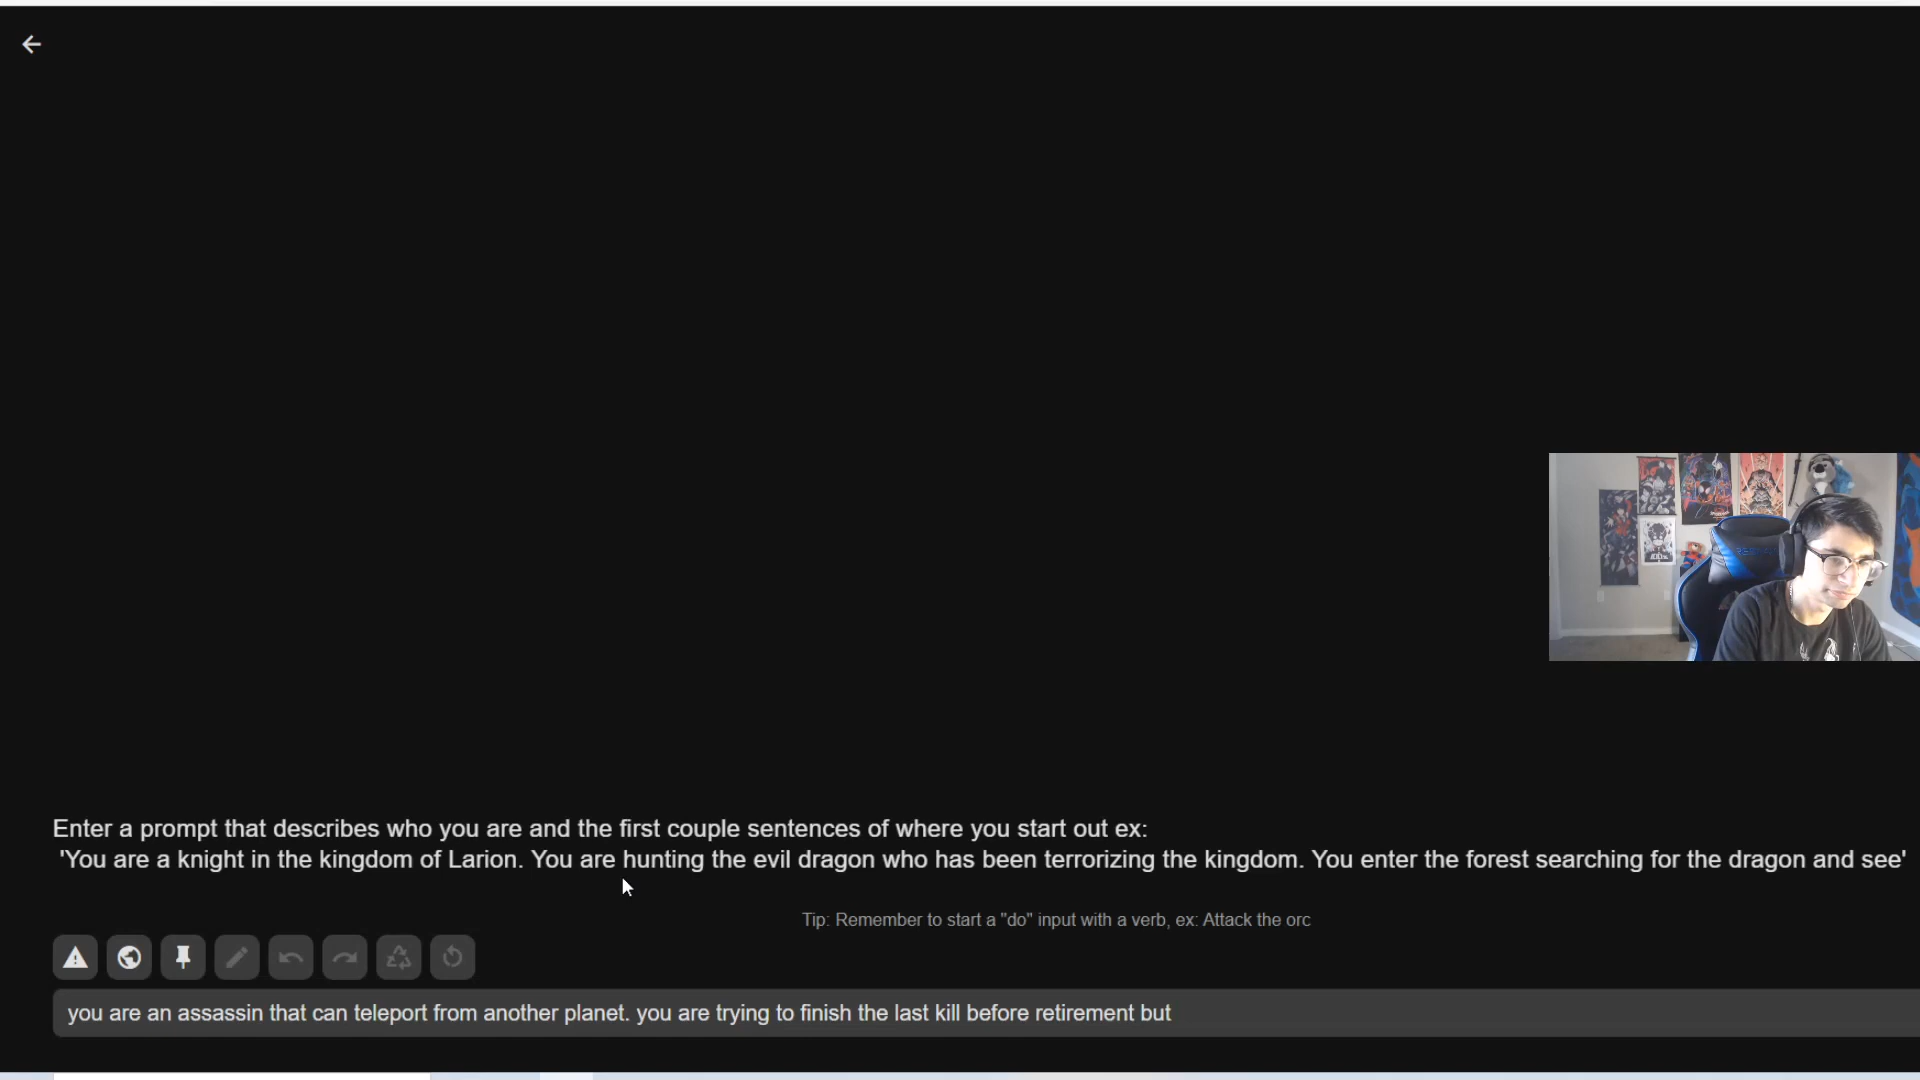 Enter a prompt that describes who you are and the first couple sentences of where you start out ex:
'You are a knight in the kingdom of Larion. You are hunting the evil dragon who has been terrorizing the kingdom. You enter the forest searching for the dragon and see'
Tip: Remember to start a "do" input with a verb, ex: Attack the orc
you are an assassin that can teleport from another planet. you are trying to finish the last kill before retirement but